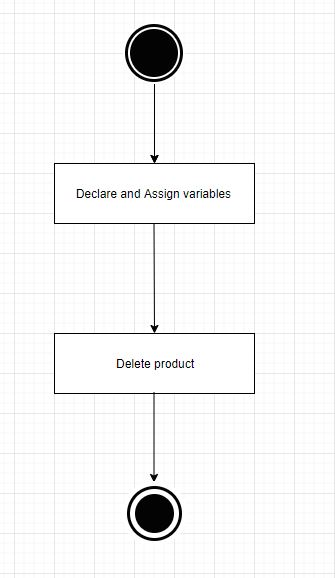 Declare and Assign variables
Delete product